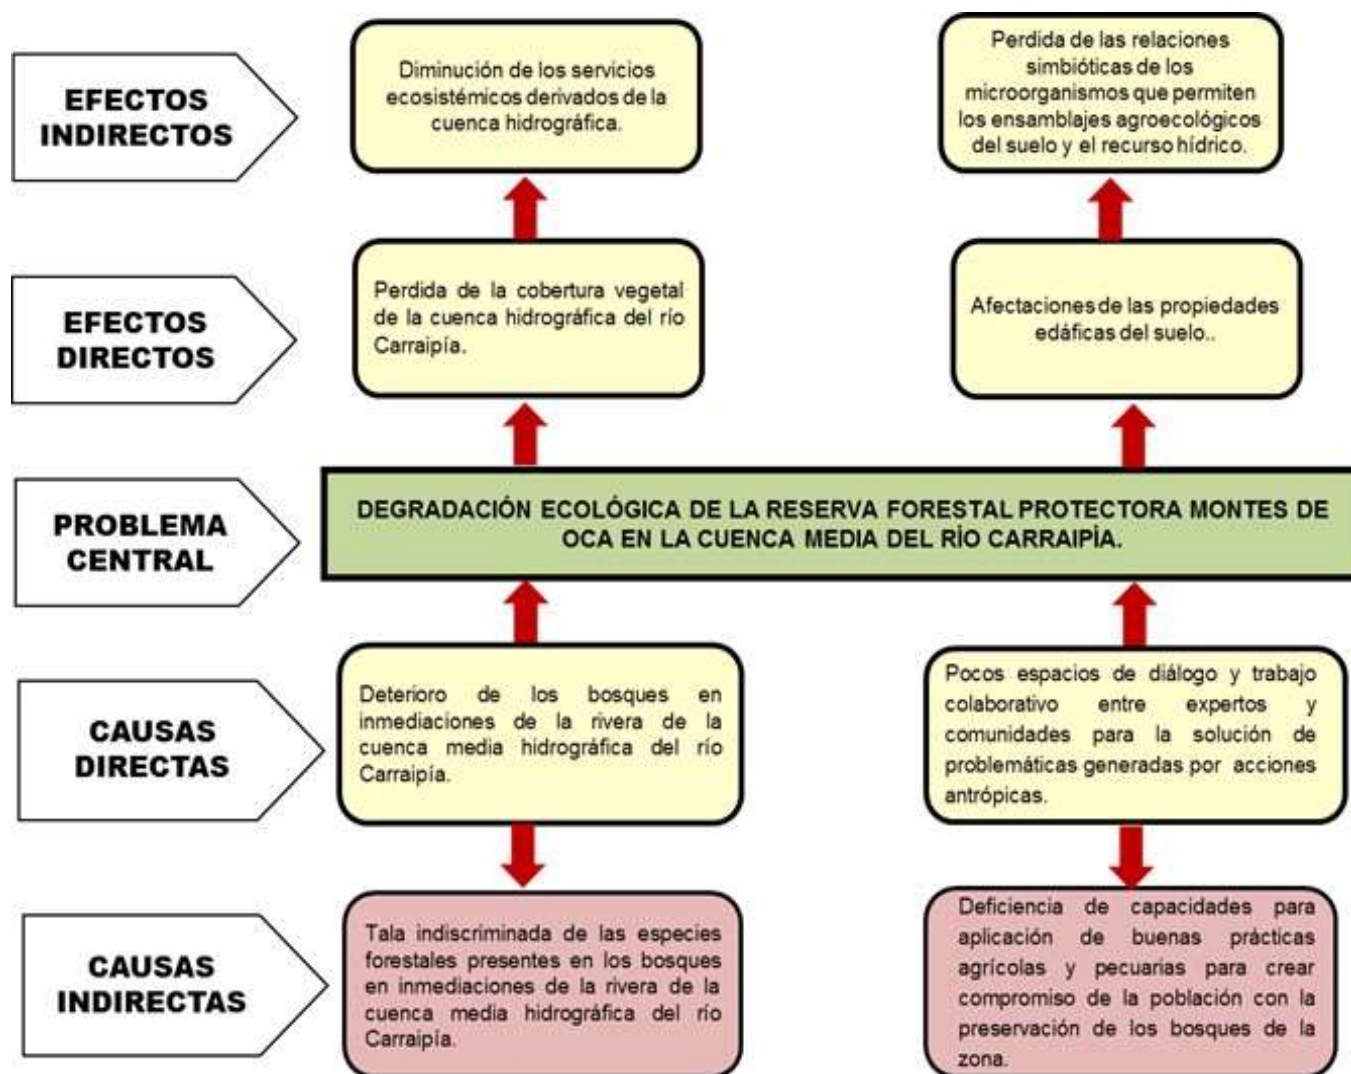 EFECTOS
INDIRECTOS
Diminución de los servicios
ecosistémicos derivados de la
cuenca hidrográfica.
Perdida de las relaciones
simbióticas de los
microorganismos que permiten
los ensamblajes agroecológicos
del suelo y el recurso hídrico.
EFECTOS
DIRECTOS
Perdida de la cobertura vegetal
de la cuenca hidrográfica del río
Carraipía.
Afectaciones de las propiedades
edáficas del suelo..
PROBLEMA
CENTRAL
DEGRADACIÓN ECOLÓGICA DE LA RESERVA FORESTAL PROTECTORA MONTES DE
OCA EN LA CUENCA MEDIA DEL RÌO CARRAIPÌA.
CAUSAS
DIRECTAS
Deterioro de los bosques en
inmediaciones de la rivera de la
cuenca media hidrográfica del río
Carraipía.
Pocos espacios de diálogo y trabajo
colaborativo entre expertos y
comunidades para la solución de
problemáticas generadas por acciones
antrópicas.
CAUSAS
INDIRECTAS
Tala indiscriminada de las especies
forestales presentes en los bosques
en inmediaciones de la rivera de la
cuenca media hidrográfica del río
Carraipía.
Deficiencia de capacidades para
aplicación de buenas prácticas
agrícolas y pecuarias para crear
compromiso de la población con la
preservación de los bosques de la
zona.